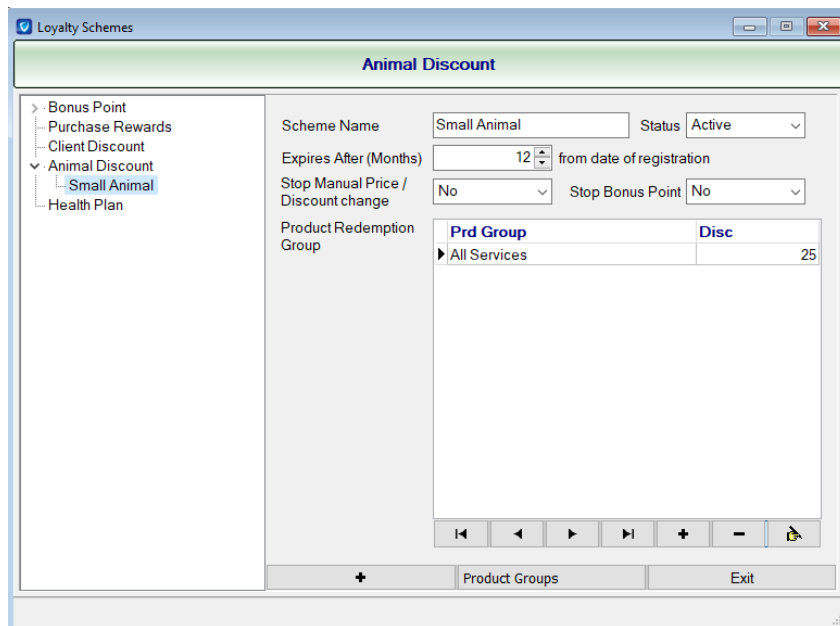 Loyalty Schemes
Animal Discount
Bonus Point
Purchase Rewards
Client Discount
Animal Discount
Small Animal
Health Plan
Scheme Name Small Animal Status Active
Expires After (Months) 12 from date of registration
Stop Manual Price /
Discount change No Stop Bonus Point No
Product Redemption
Group
Prd Group Disc
All Services 25
Product Groups Exit